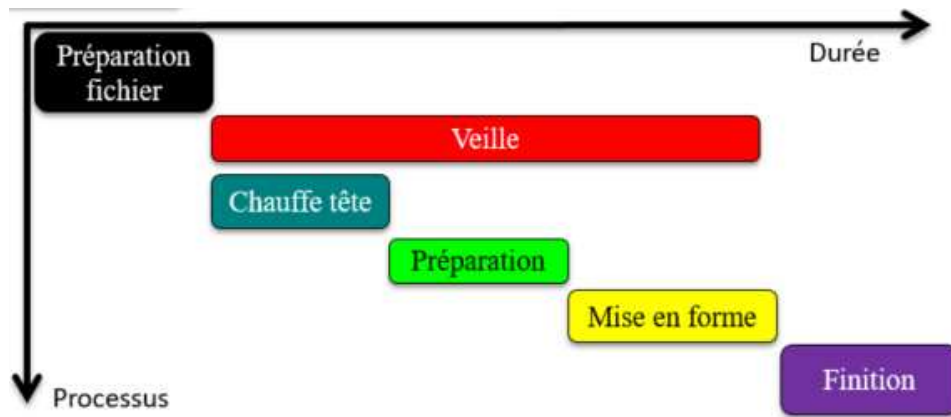 Préparation
fichier
Durée
Veille
Chauffe tête
Préparation
Mise en forme
Finition
Processus